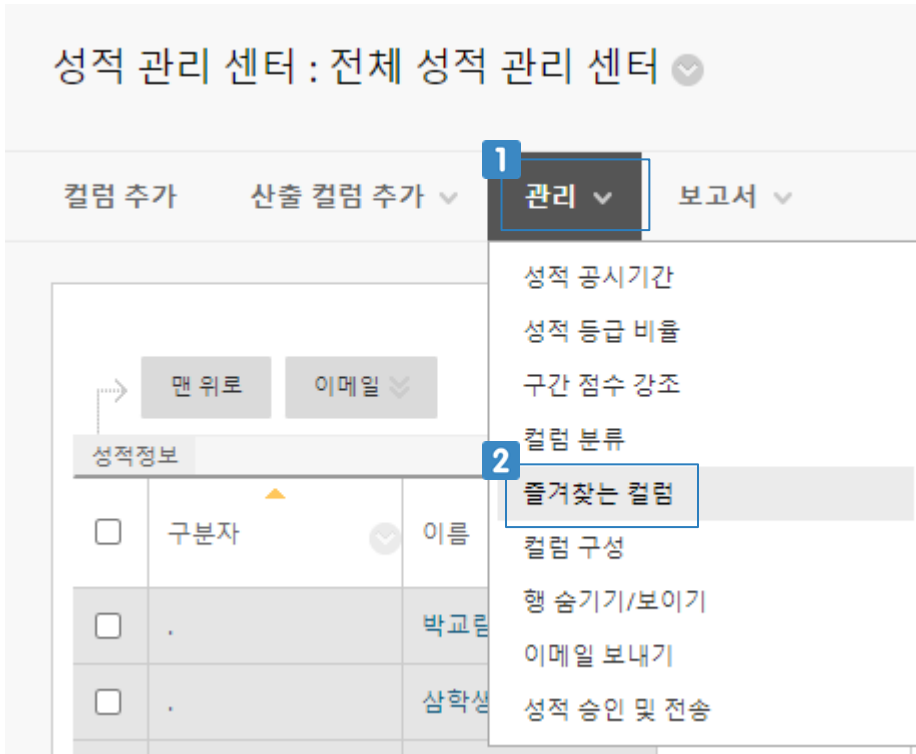 성적 관리 센터 : 전체 성적 관리 센터
1
컬럼 추가 산출 컬럼 추가 관리 보고서
성적 공시기간
성적 등급 비율
구간 점수 강조
컬럼 분류
2
즐겨찾는 컬럼
컬럼 구성
행 숨기기/보이기
이메일 보내기
성적 승인 및 전송
맨 위로 이메일
성적정보
구분자 이름
. 박교림
. 삼학생